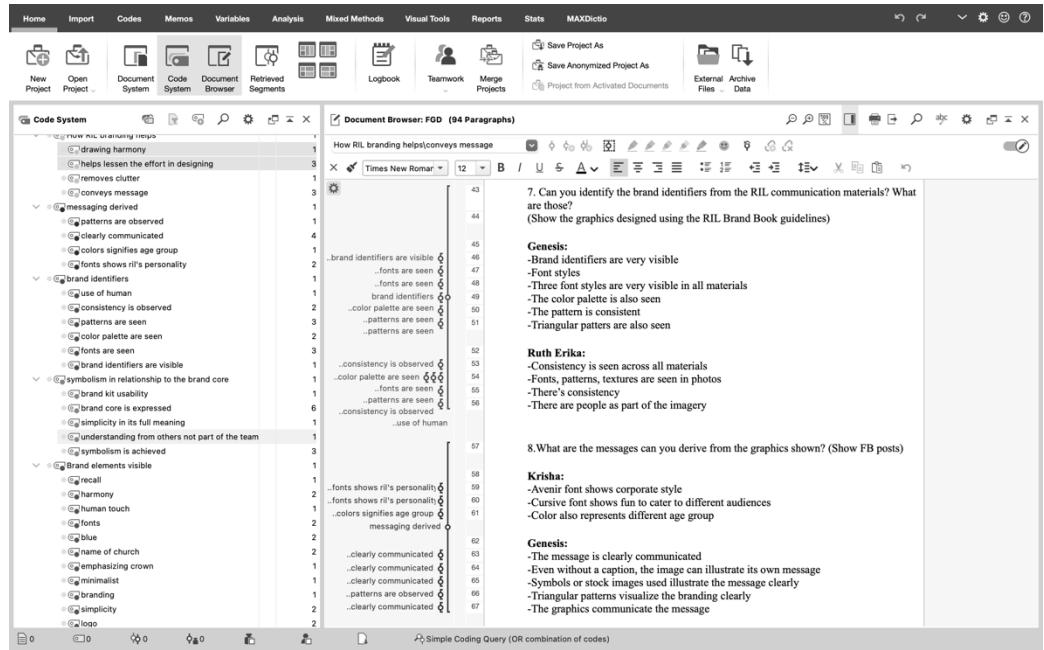 Home Import Codes Memos Variables Analysis Mixed Methods Visual Tools Reports Stats MAXDictio
New Project
Open Project
Document System
Code System
Document Browser
Retrieved Segments
Logbook
Teamwork
Merge Projects
Save Project As
Save Anonymized Project As
Project from Activated Documents
External Files
Archive Data
Code System
How RIL branding helps 1
drawing harmony 1
helps lessen the effort in designing 3
removes clutter 1
conveys message 3
messaging derived 1
patterns are observed 1
clearly communicated 4
colors signifies age group 1
fonts shows ril's personality 2
brand identifiers 1
use of human 1
consistency is observed 2
patterns are seen 3
color palette are seen 2
fonts are seen 3
brand identifiers are visible 1
symbolism in relationship to the brand core 1
brand kit usability 1
brand core is expressed 6
simplicity in its full meaning 1
understanding from others not part of the team 1
symbolism is achieved 3
Brand elements visible 1
recall 1
harmony 2
human touch 1
fonts 2
blue 2
name of church 2
emphasizing crown 1
minimalist 1
branding 1
simplicity 2
logo 2
Document Browser: FGD (94 Paragraphs)
abc
How RIL branding helps\conveys message
Times New Romar 12 B I U S A
..brand identifiers are visible
..fonts are seen
..fonts are seen
brand identifiers
..color palette are seen
..patterns are seen
..patterns are seen
..consistency is observed
..color palette are seen
..fonts are seen
..patterns are seen
..consistency is observed
..use of human
..fonts shows ril's personality
..fonts shows ril's personality
..colors signifies age group
messaging derived
..clearly communicated
..clearly communicated
..clearly communicated
..patterns are observed
..clearly communicated
43 7. Can you identify the brand identifiers from the RIL communication materials? What
are those?
44 (Show the graphics designed using the RIL Brand Book guidelines)
45 Genesis:
46 -Brand identifiers are very visible
47 -Font styles
48 -Three font styles are very visible in all materials
49 -The color palette is also seen
50 -The pattern is consistent
51 -Triangular patters are also seen
52 Ruth Erika:
53 -Consistency is seen across all materials
54 -Fonts, patterns, textures are seen in photos
55 -There's consistency
56 -There are people as part of the imagery
57 8.What are the messages can you derive from the graphics shown? (Show FB posts)
58 Krisha:
59 -Avenir font shows corporate style
60 -Cursive font shows fun to cater to different audiences
61 -Color also represents different age group
62 Genesis:
63 -The message is clearly communicated
64 -Even without a caption, the image can illustrate its own message
65 -Symbols or stock images used illustrate the message clearly
66 -Triangular patterns visualize the branding clearly
67 -The graphics communicate the message
0 0 0 0 Simple Coding Query (OR combination of codes)